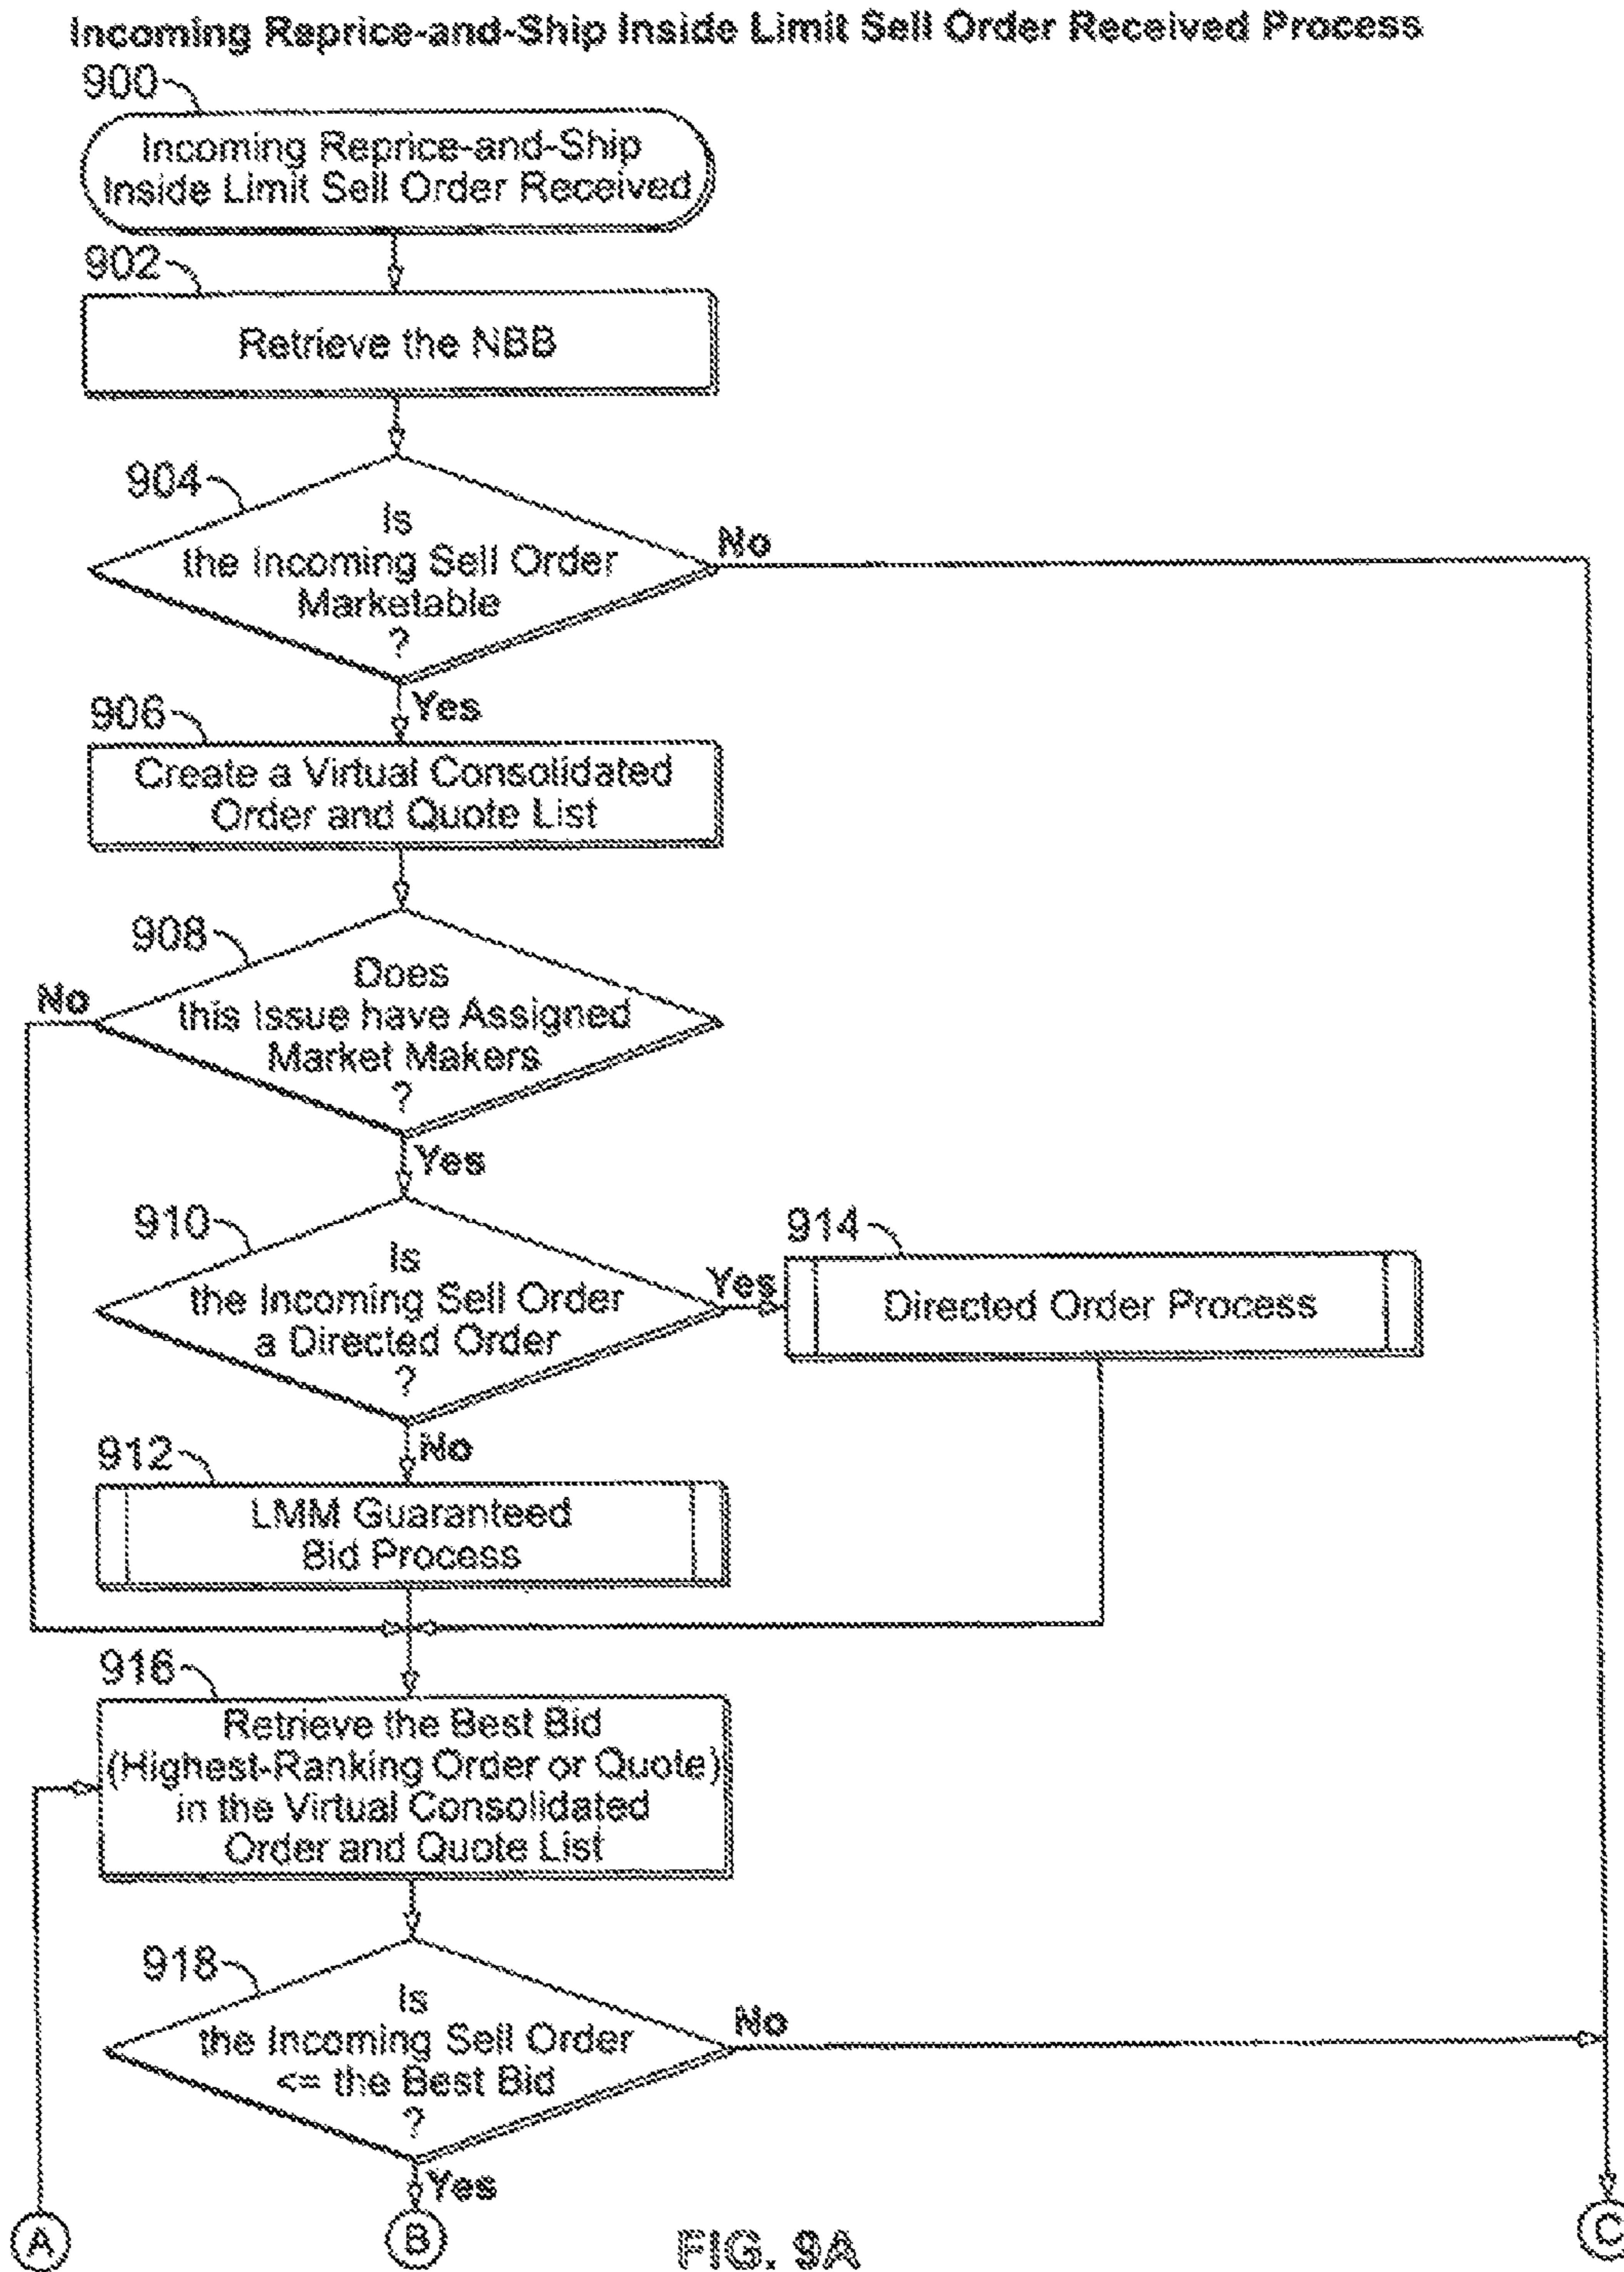 Incoming Reprice-and-Ship Inside Limit Sell Order Received Process
900
Incoming Reprice-and-Ship
Inside Limit Sell Order Received
902
Retrieve the NBB
904
Is
the Incoming Sell Order
Marketable
?
No
Yes
906
Create a Virtual Consolidated
Order and Quote List
908
Does
this Issue have Assigned
Market Makers
?
No
Yes
910
Is
the Incoming Sell Order
a Directed Order
?
Yes
914
Directed Order Process
No
912
LMM Guaranteed
Bid Process
916
Retrieve the Best Bid
(Highest-Ranking Order or Quote)
in the Virtual Consolidated
Order and Quote List
918
Is
the Incoming Sell Order
<= the Best Bid
?
No
Yes
A
B
C
FIG. 9A